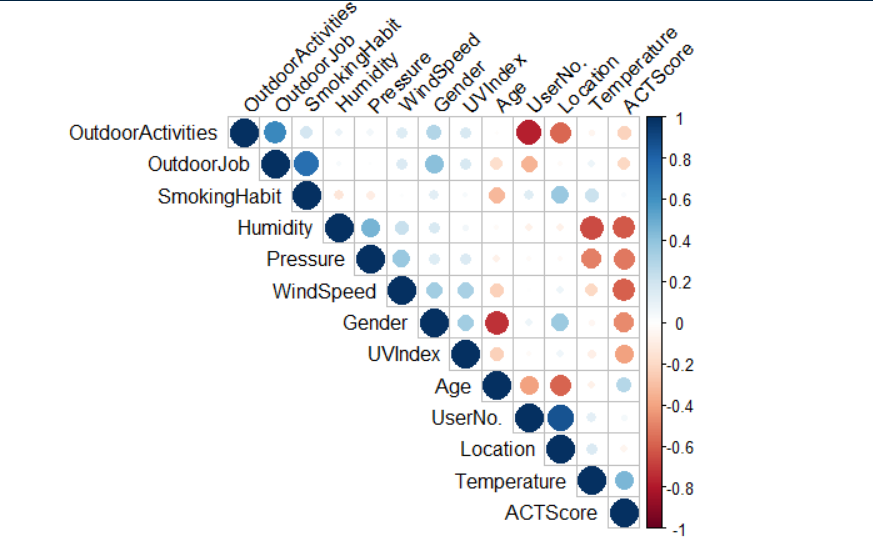 OutdoorActivities
OutdoorJob
SmokingHabit
Humidity
Pressure
WindSpeed
Gender
UVIndex
Age
UserNo.
Location
Temperature
ACTScore
OutdoorActivities
OutdoorJob
SmokingHabit
Humidity
Pressure
WindSpeed
Gender
UVIndex
Age
UserNo.
Location
Temperature
ACTScore
1
0.8
0.6
0.4
0.2
0
-0.2
-0.4
-0.6
-0.8
-1